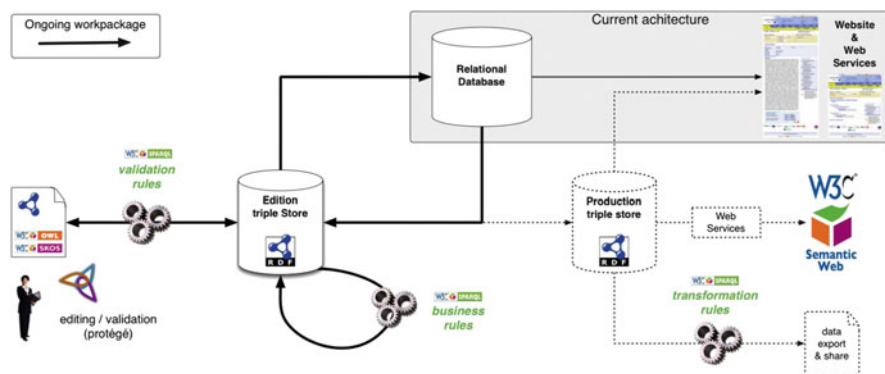 Ongoing workpackage
Current achitecture
Relational
Database
Website
&
Web
Services
W3C SPARQL
validation
rules
Edition
triple Store
RDF
W3C OWL
W3C SKOS
editing / validation
(protégé)
W3C SPARQL
business
rules
Production
triple store
RDF
Web
Services
W3C
Semantic
Web
W3C SPARQL
transformation
rules
data
export
& share